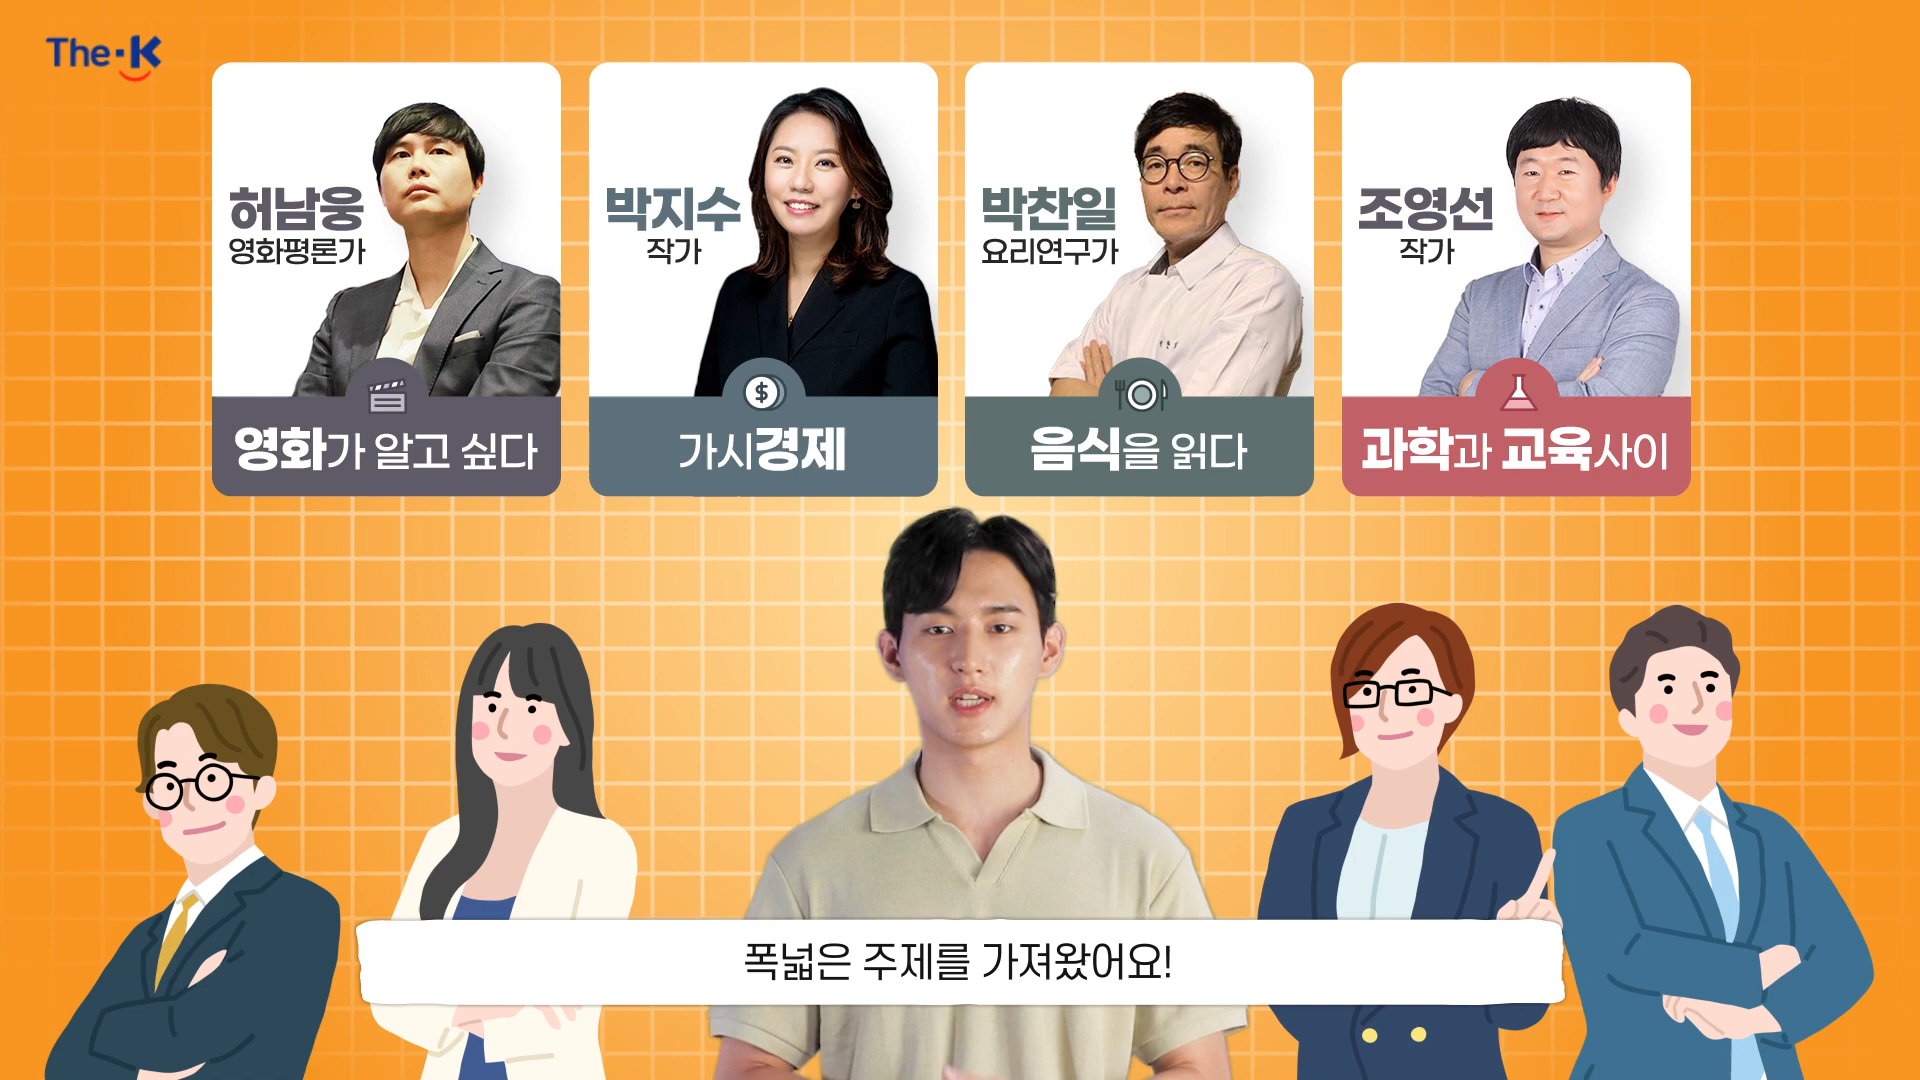 The·K
허남웅
영화평론가
영화가 알고 싶다
박지수
작가
$
가시경제
박찬일
요리연구가
음식을 읽다
조영선
작가
과학과 교육사이
폭넓은 주제를 가져왔어요!